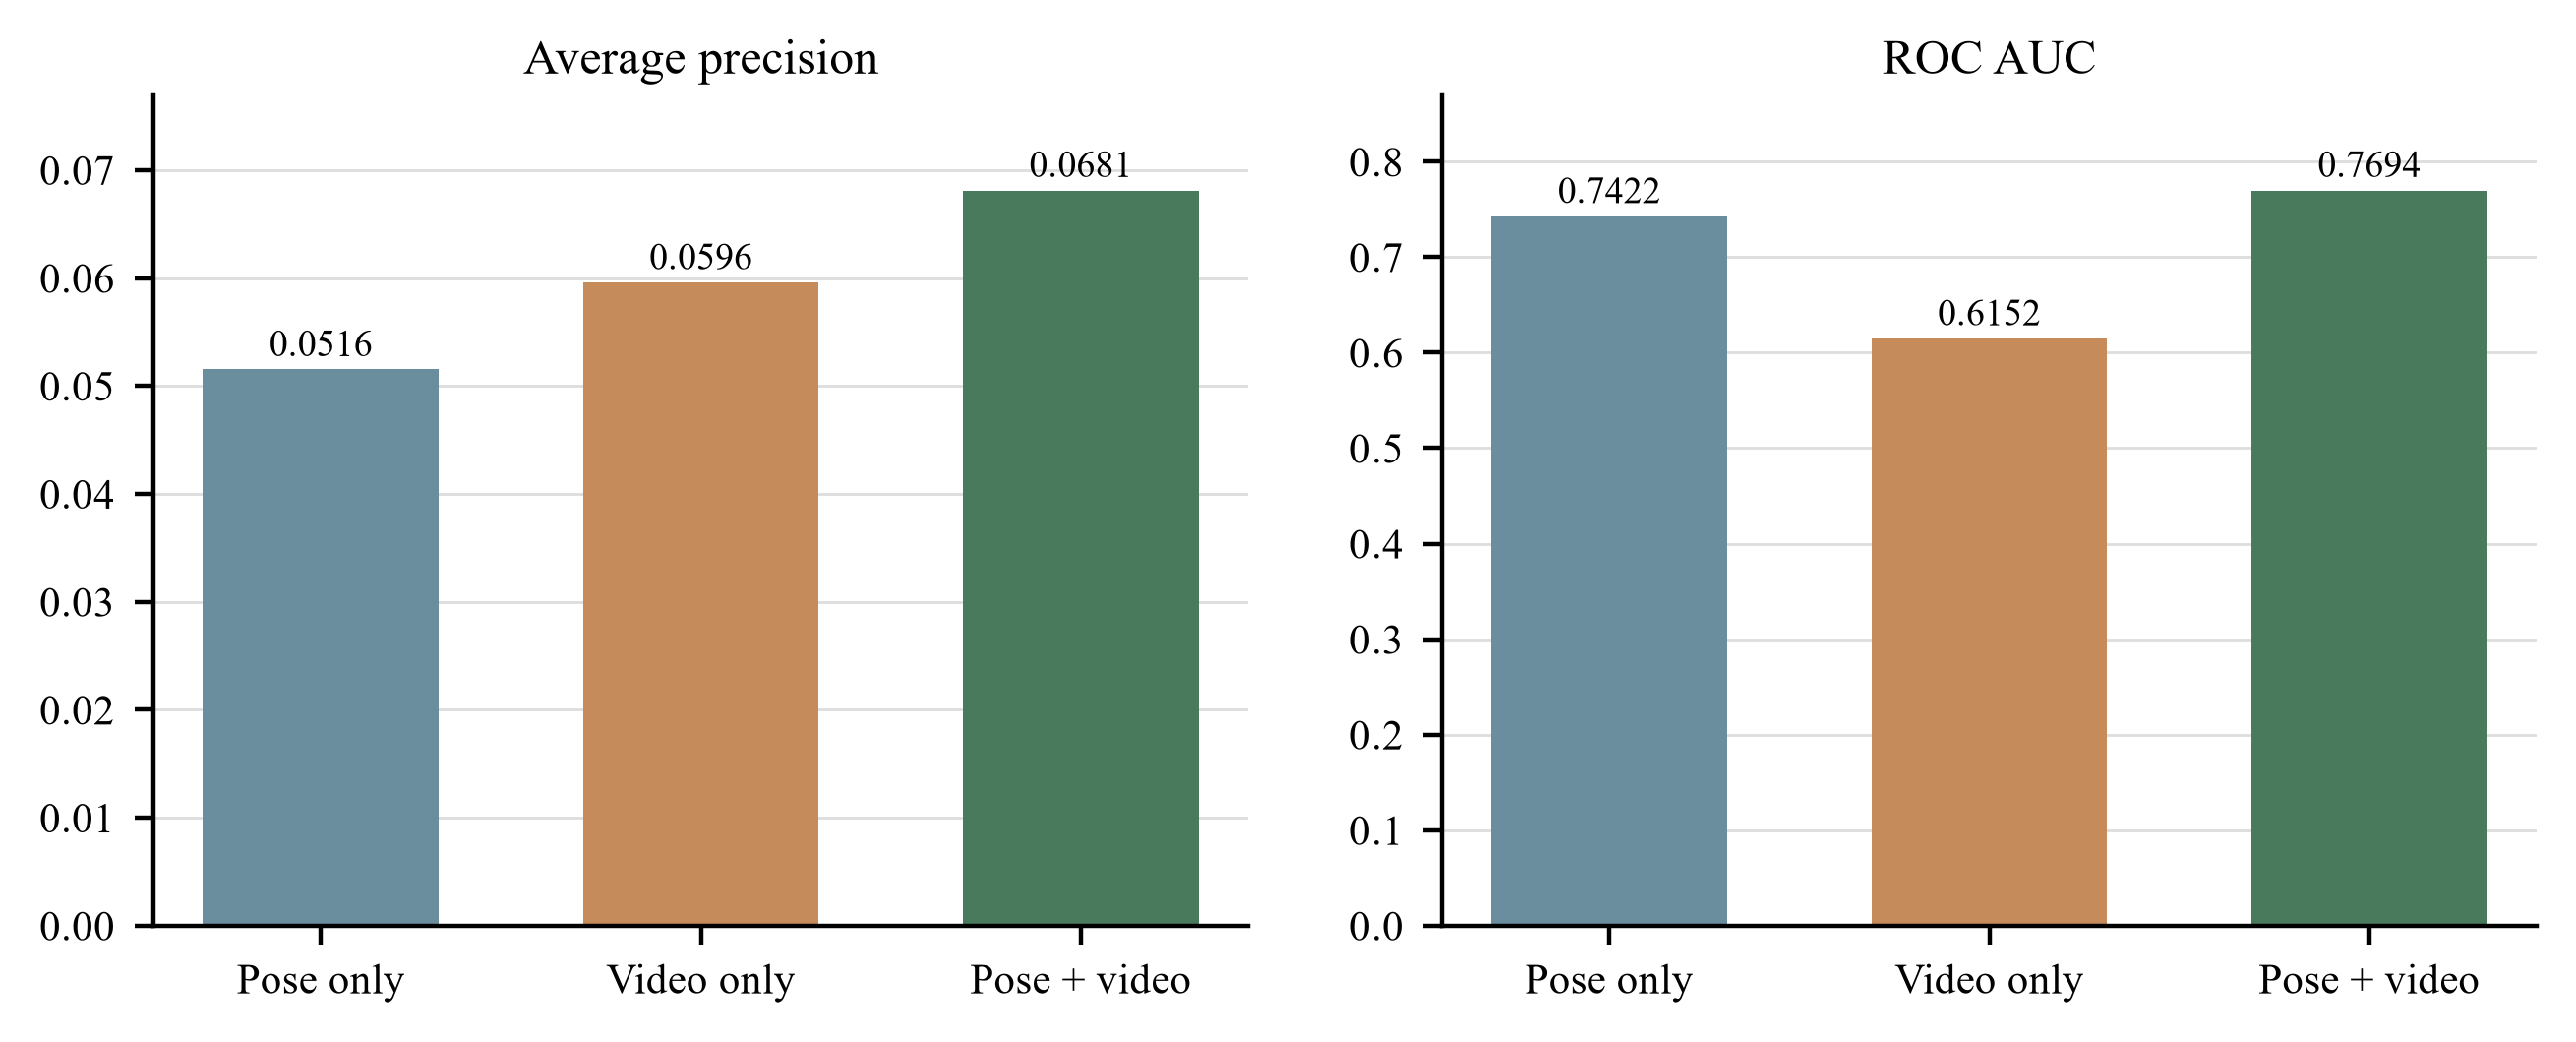 Average precision
0.07
0.06
0.05
0.04
0.03
0.02
0.01
0.00
0.0516
0.0596
0.0681
Pose only
Video only
Pose + video
ROC AUC
0.8
0.7
0.6
0.5
0.4
0.3
0.2
0.1
0.0
0.7422
0.6152
0.7694
Pose only
Video only
Pose + video